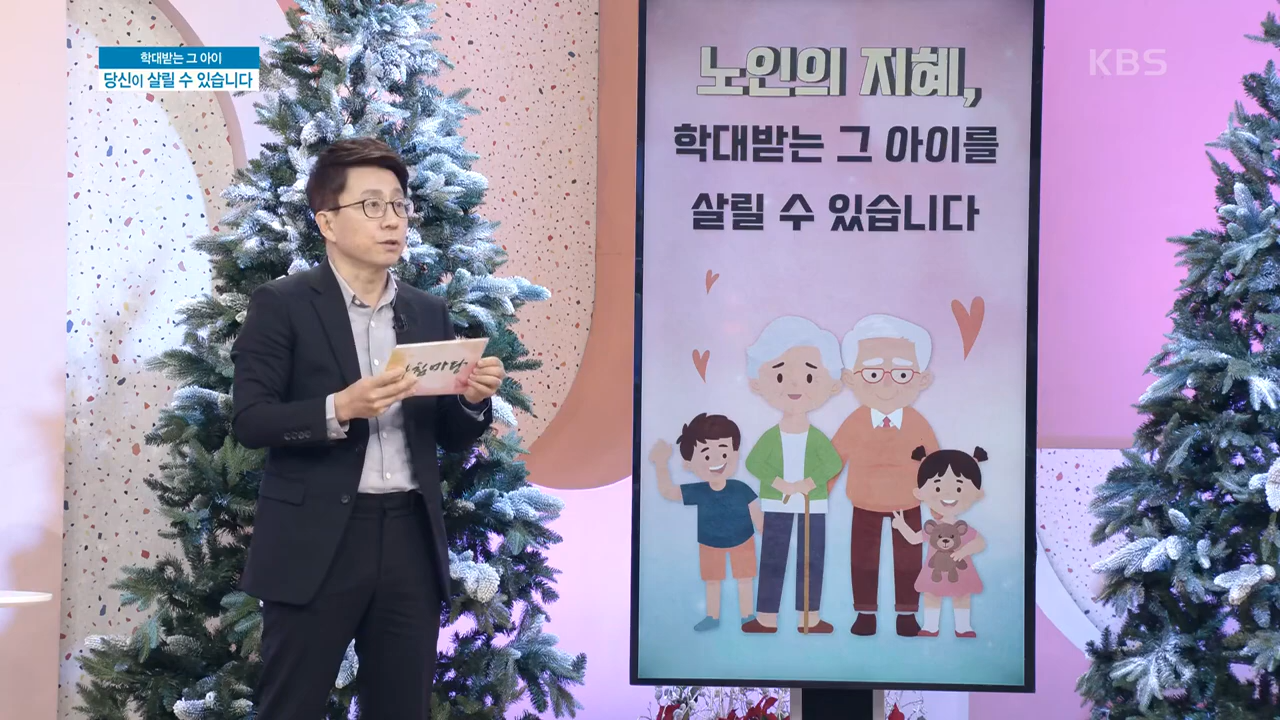 학대받는 그 아이
당신이 살릴 수 있습니다
KBS
노인의 지혜,
학대받는 그 아이를
살릴 수 있습니다